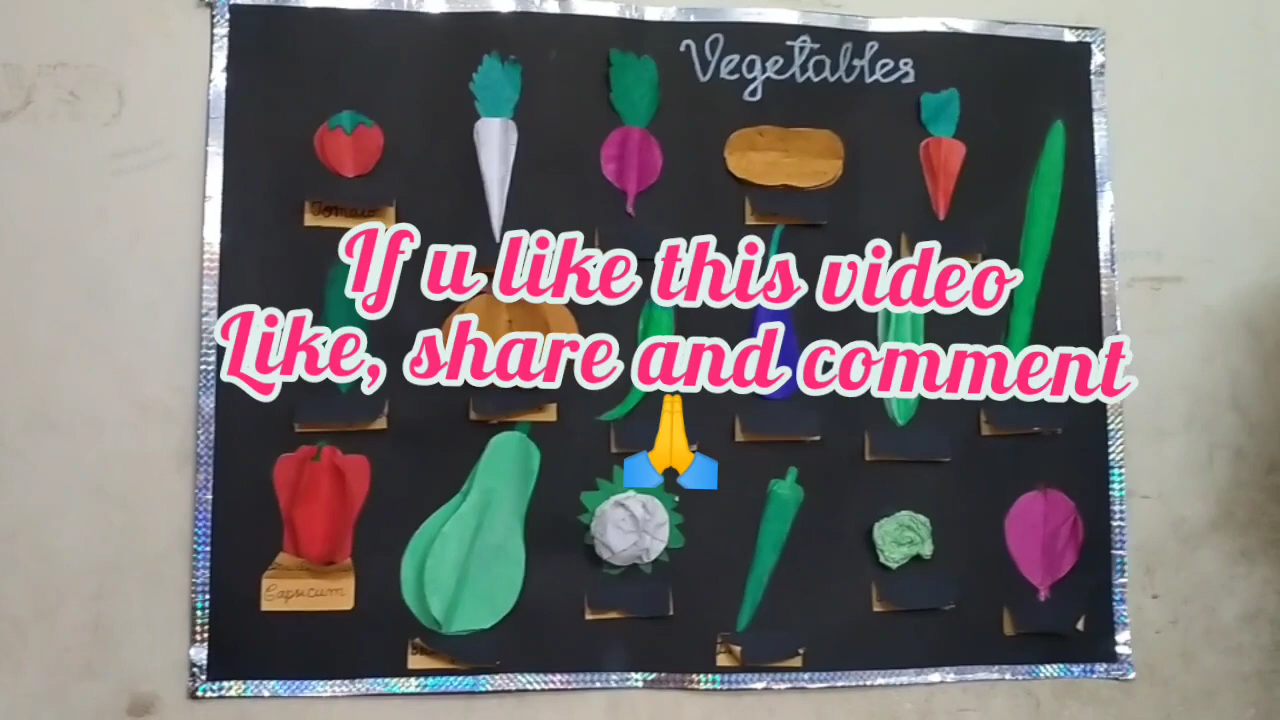 Vegetables
Tomato
If u like this video
Like, share and comment
Capsicum